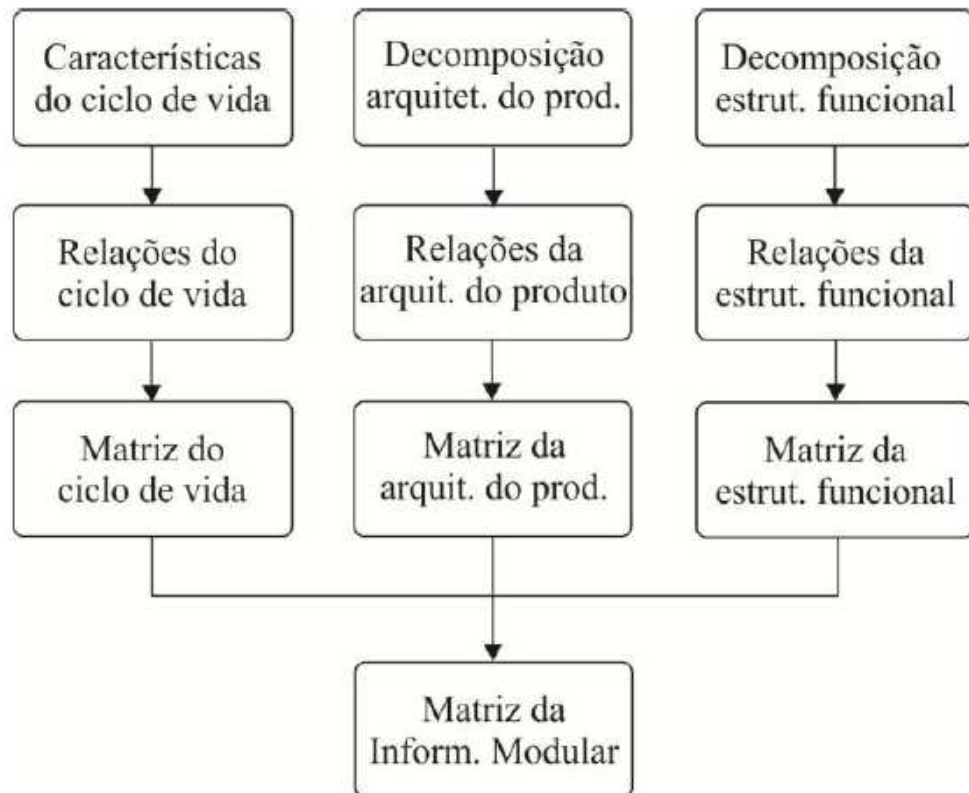 Características
do ciclo de vida
Decomposição
arquitet. do prod.
Decomposição
estrut. funcional
Relações do
ciclo de vida
Relações da
arquit. do produto
Relações da
estrut. funcional
Matriz do
ciclo de vida
Matriz da
arquit. do prod.
Matriz da
estrut. funcional
Matriz da
Inform. Modular